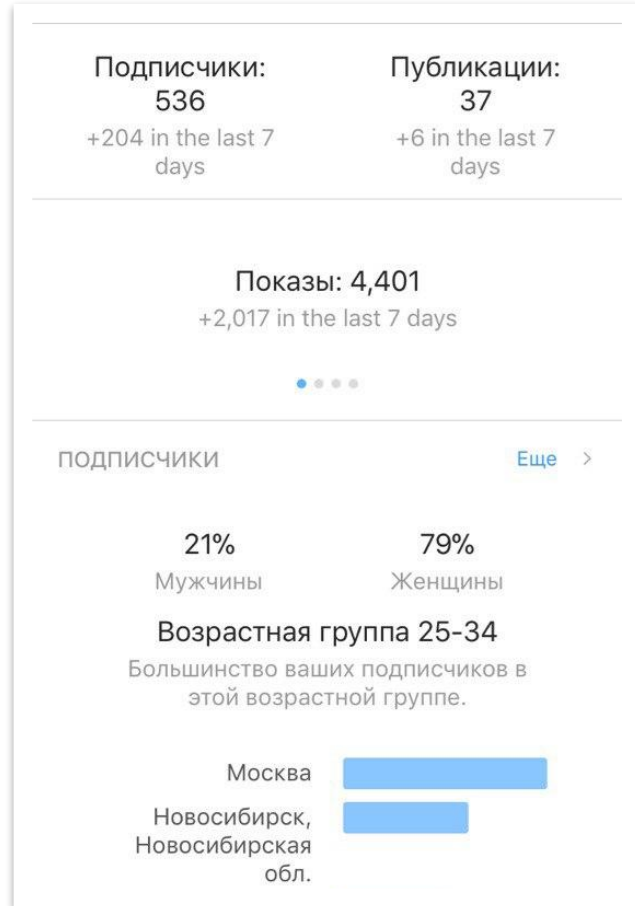 Подписчики:
536
+204 in the last 7
days
Публикации:
37
+6 in the last 7
days
Показы: 4,401
+2,017 in the last 7 days
ПОДПИСЧИКИ
Еще
21%
Мужчины
79%
Женщины
Возрастная группа 25-34
Большинство ваших подписчиков в
этой возрастной группе.
Москва
Новосибирск,
Новосибирская
обл.